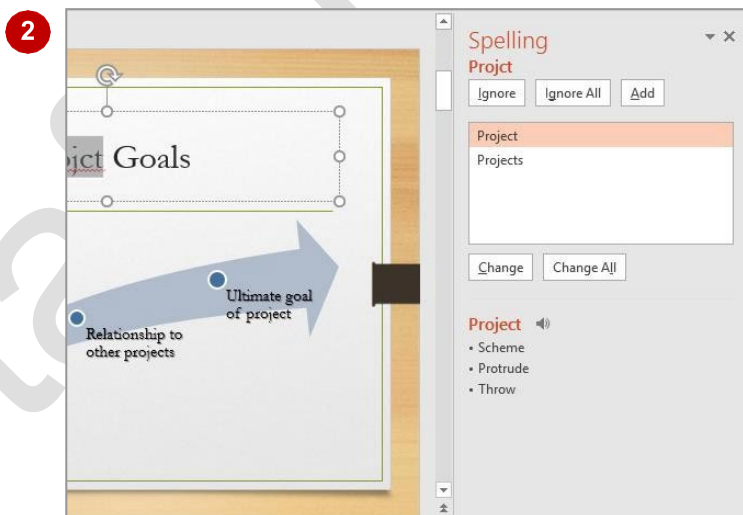 2
Spelling
Projct
Ignore Ignore All Add
Project
Projects
Change Change All
Project
• Scheme
• Protrude
• Throw
jct Goals
Ultimate goal
of project
Relationship to
other projects